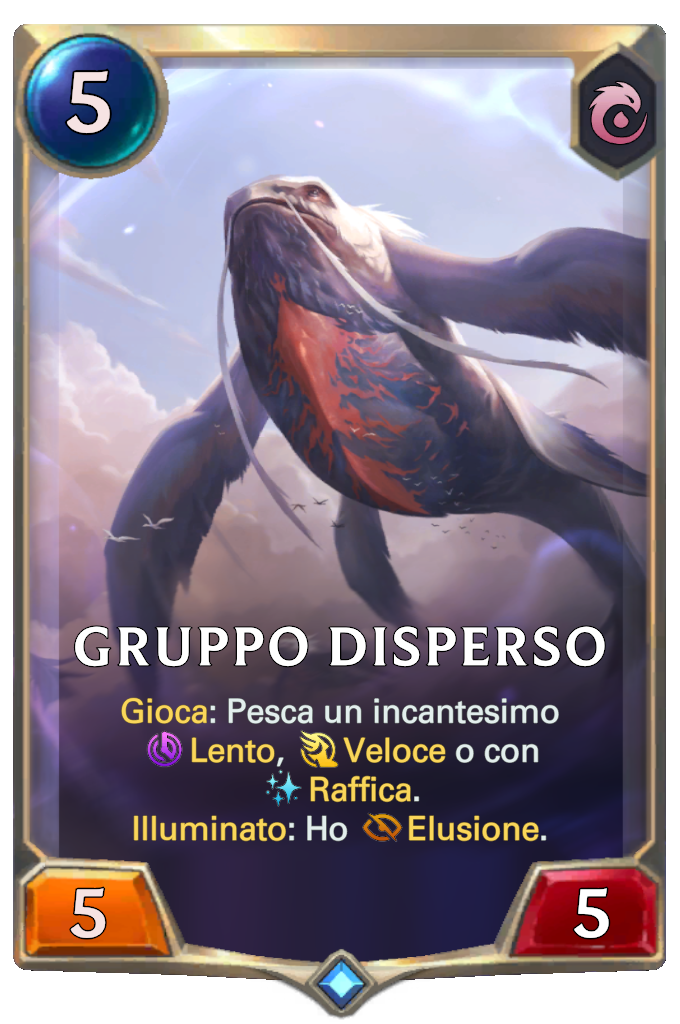 5
GRUPPO DISPERSO
Gioca: Pesca un incantesimo
Lento, Veloce o con
Raffica.
Illuminato: Ho Elusione.
5
5